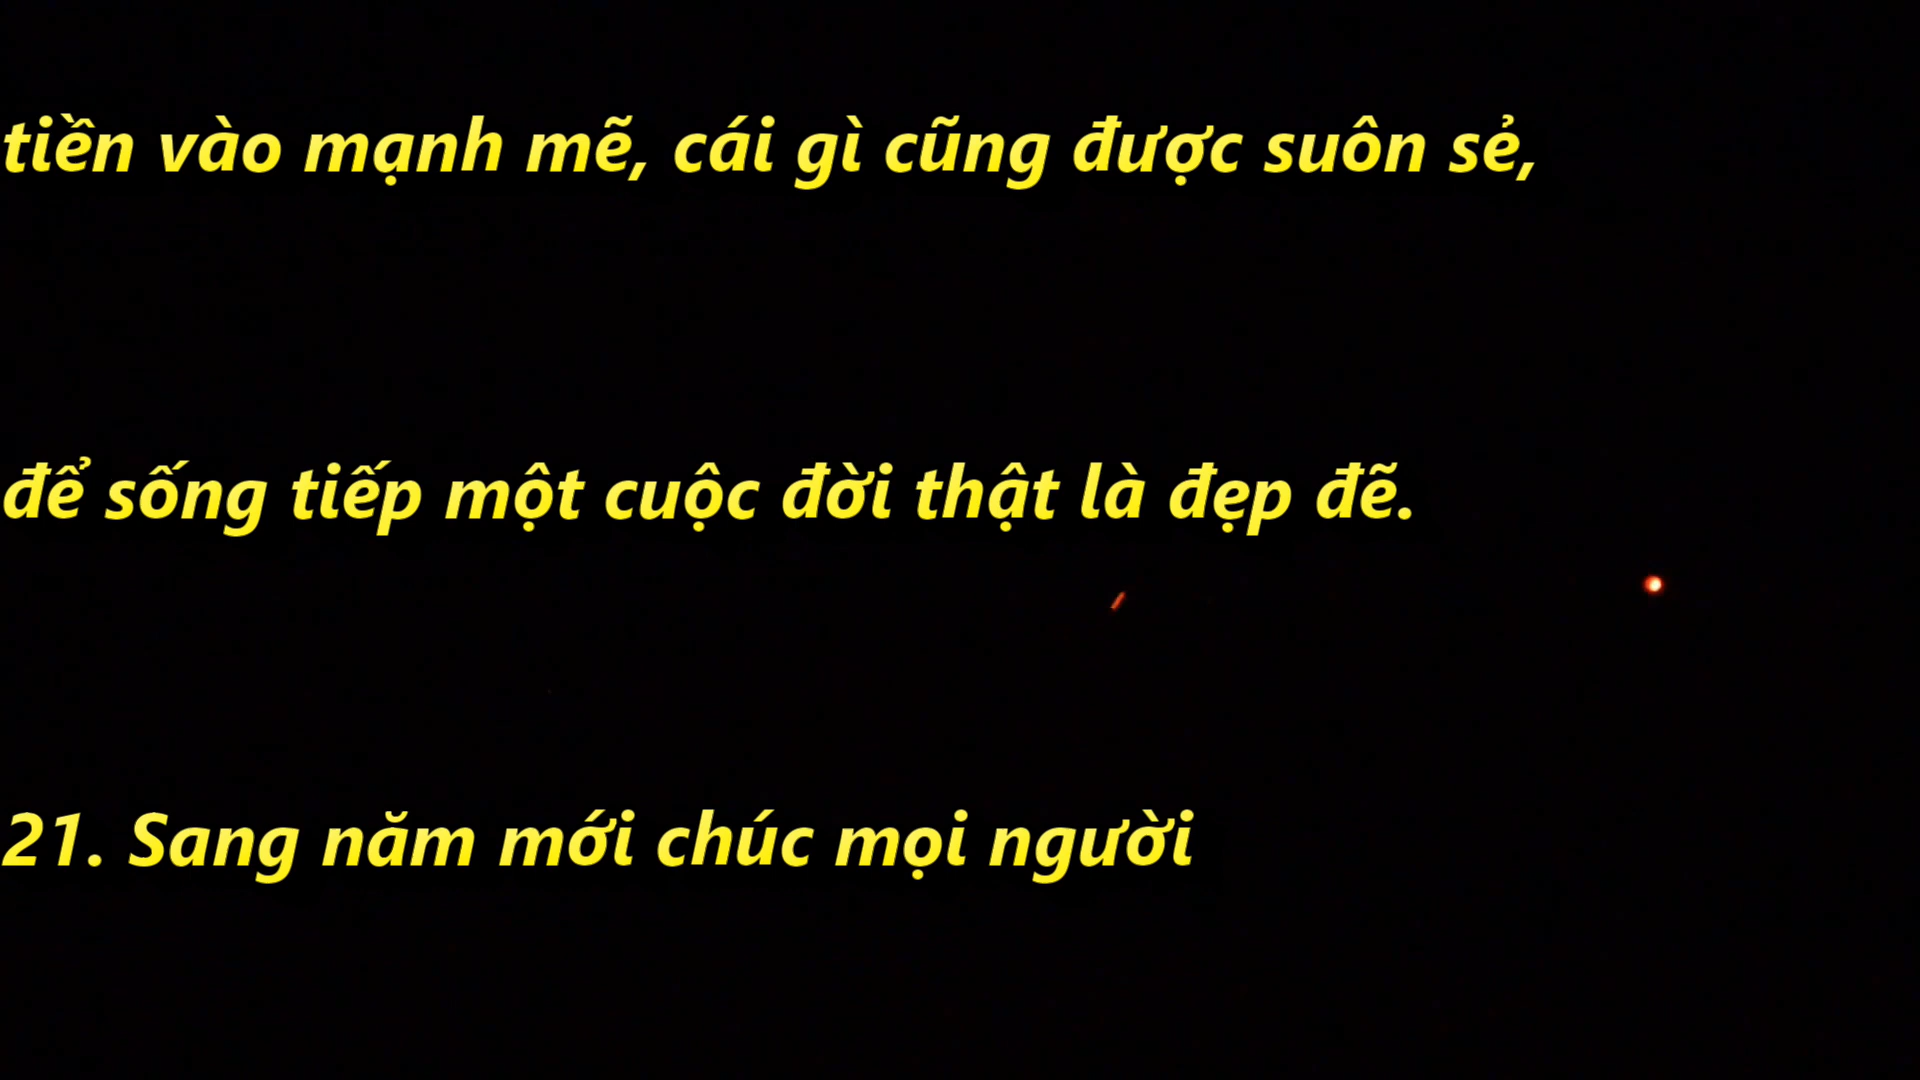 tiền vào mạnh mẽ, cái gì cũng được suôn sẻ,
để sống tiếp một cuộc đời thật là đẹp đẽ.
21. Sang năm mới chúc mọi người